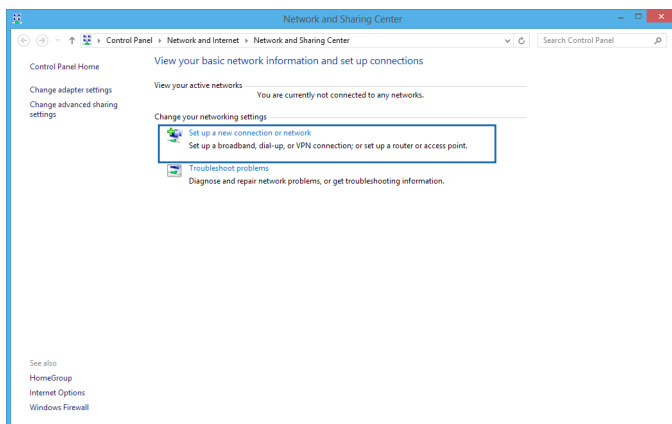 Network and Sharing Center
Control Panel Network and Internet Network and Sharing Center
Search Control Panel
Control Panel Home
Change adapter settings
Change advanced sharing
settings
View your basic network information and set up connections
View your active networks
You are currently not connected to any networks.
Change your networking settings
Set up a new connection or network
Set up a broadband, dial-up, or VPN connection; or set up a router or access point.
Troubleshoot problems
Diagnose and repair network problems, or get troubleshooting information.
See also
HomeGroup
Internet Options
Windows Firewall